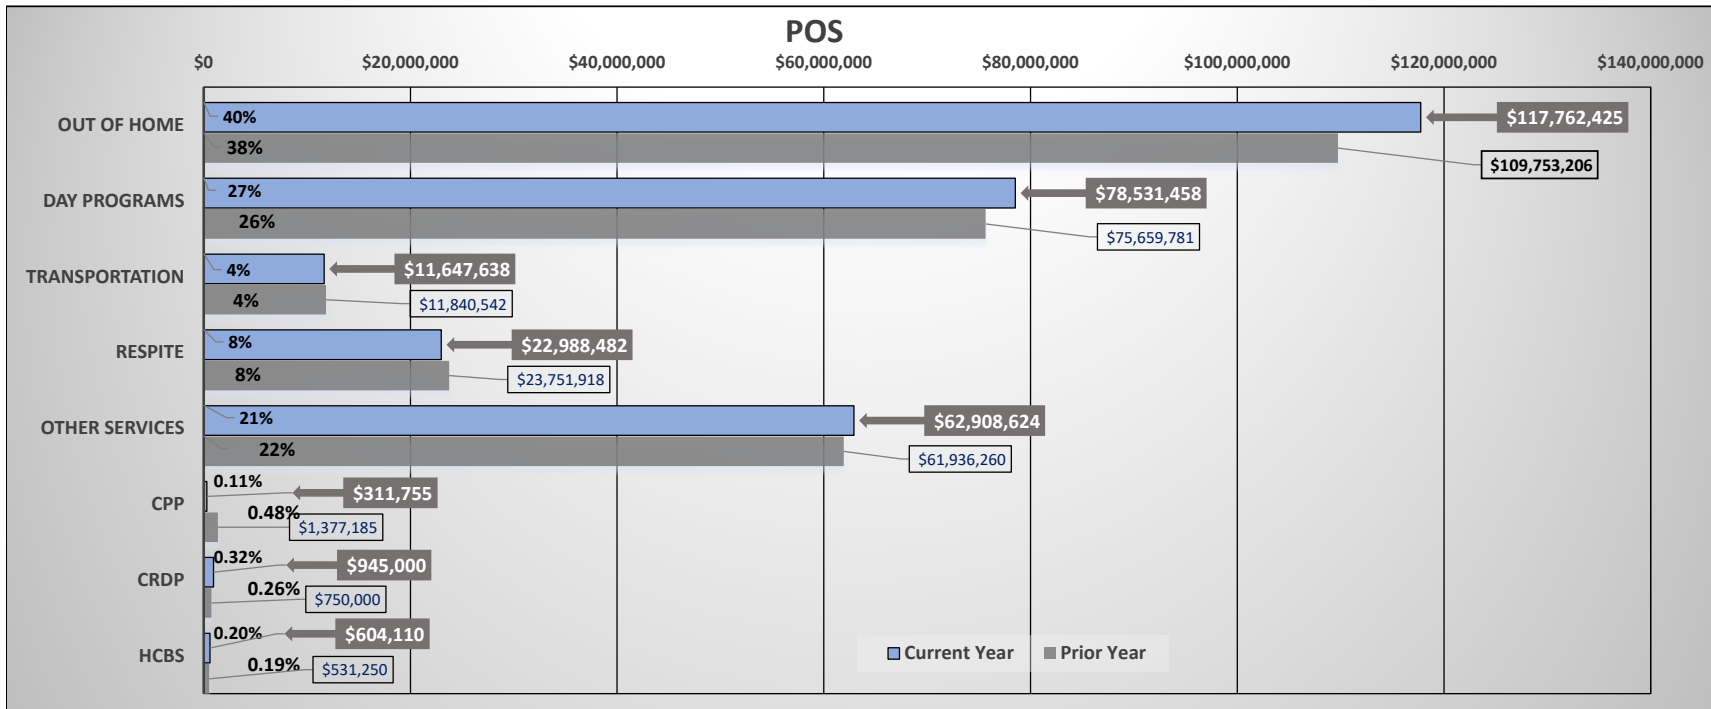 POS
$0 $20,000,000 $40,000,000 $60,000,000 $80,000,000 $100,000,000 $120,000,000 $140,000,000
OUT OF HOME
40%
$117,762,425
38%
$109,753,206
DAY PROGRAMS
27%
$78,531,458
26%
$75,659,781
TRANSPORTATION
4%
$11,647,638
4%
$11,840,542
RESPITE
8%
$22,988,482
8%
$23,751,918
OTHER SERVICES
21%
$62,908,624
22%
$61,936,260
CPP
0.11%
$311,755
0.48%
$1,377,185
CRDP
0.32%
$945,000
0.26%
$750,000
HCBS
0.20%
$604,110
0.19%
$531,250
Current Year Prior Year